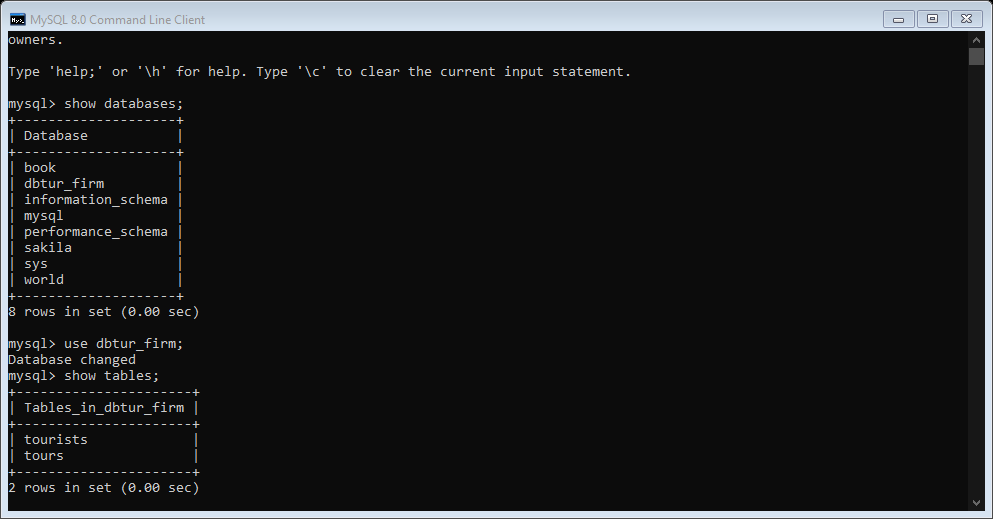 MySQL 8.0 Command Line Client
owners.
Type 'help;' or '\h' for help. Type '\c' to clear the current input statement.
mysql> show databases;
+--------------------+
| Database           |
+--------------------+
| book               |
| dbtur_firm         |
| information_schema |
| mysql              |
| performance_schema |
| sakila             |
| sys                |
| world              |
+--------------------+
8 rows in set (0.00 sec)
mysql> use dbtur_firm;
Database changed
mysql> show tables;
+----------------------+
| Tables_in_dbtur_firm |
+----------------------+
| tourists             |
| tours                |
+----------------------+
2 rows in set (0.00 sec)